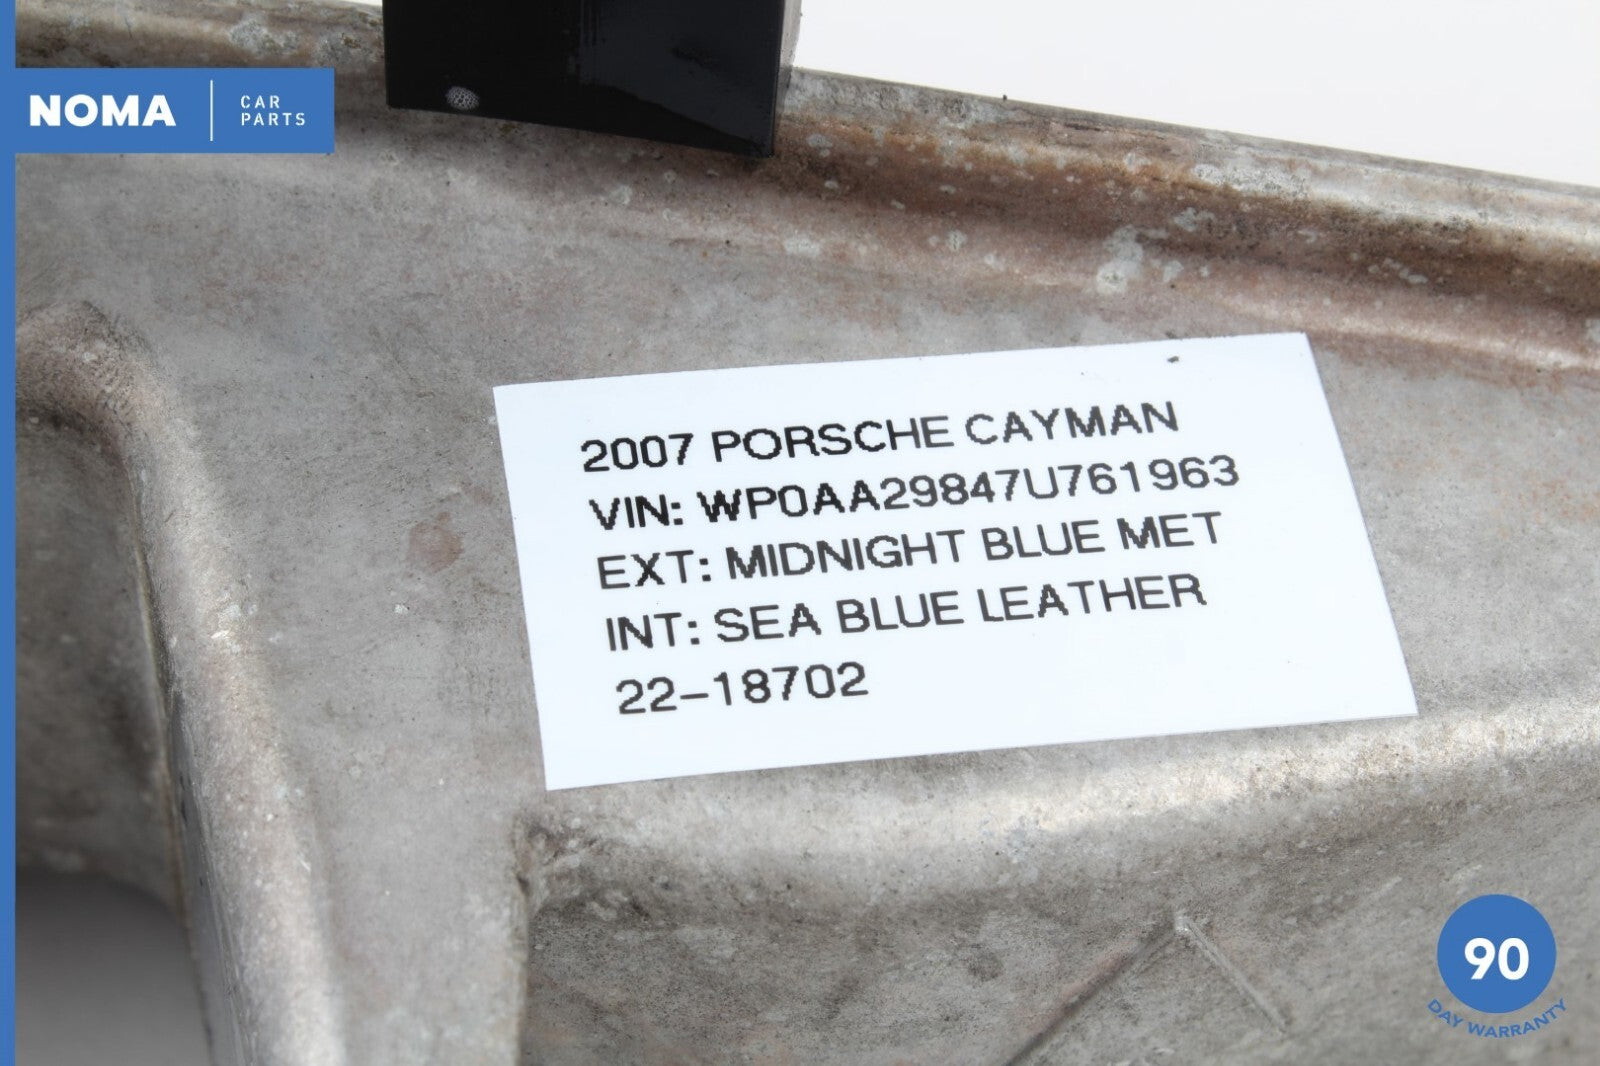 NOMA
CAR
PARTS
2007 PORSCHE CAYMAN
VIN: WP0AA29847U761963
EXT: MIDNIGHT BLUE MET
INT: SEA BLUE LEATHER
22-18702
90
DAY WARRANTY